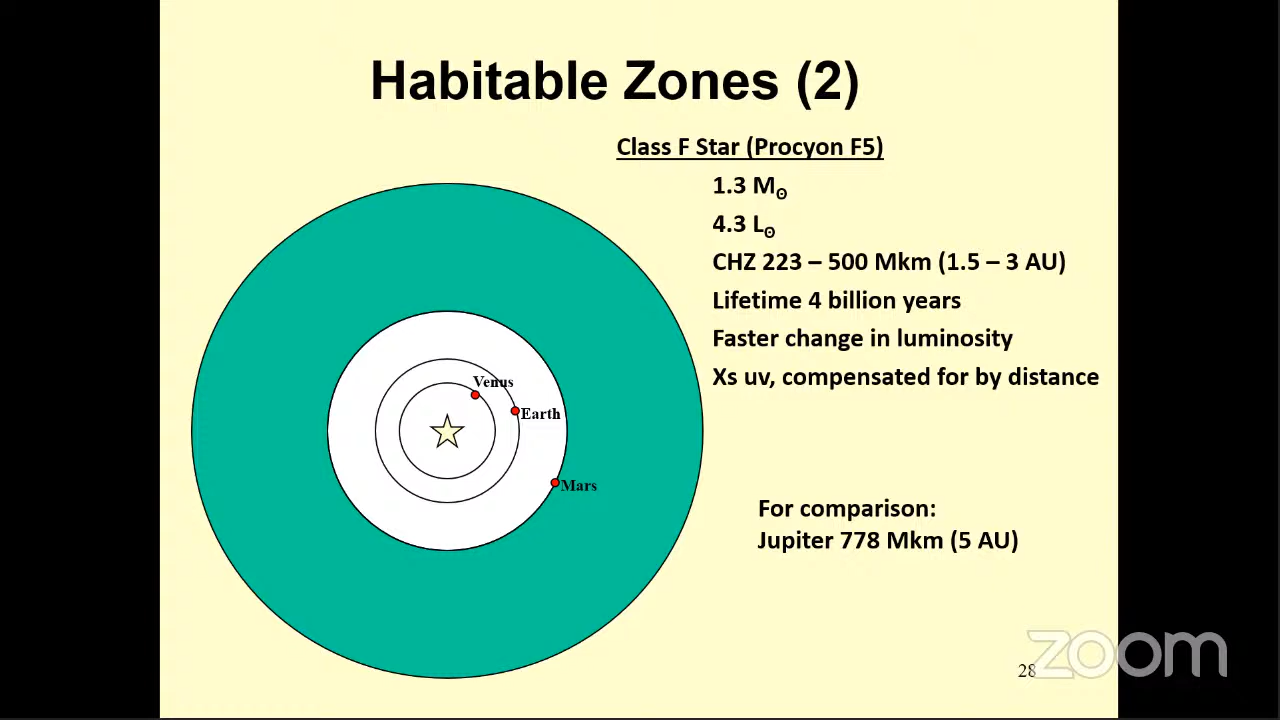 Habitable Zones (2)
Class F Star (Procyon F5)
1.3 M⊙
4.3 L⊙
CHZ 223 – 500 Mkm (1.5 – 3 AU)
Lifetime 4 billion years
Faster change in luminosity
Xs uv, compensated for by distance
Venus
Earth
Mars
For comparison:
Jupiter 778 Mkm (5 AU)
28
zoom